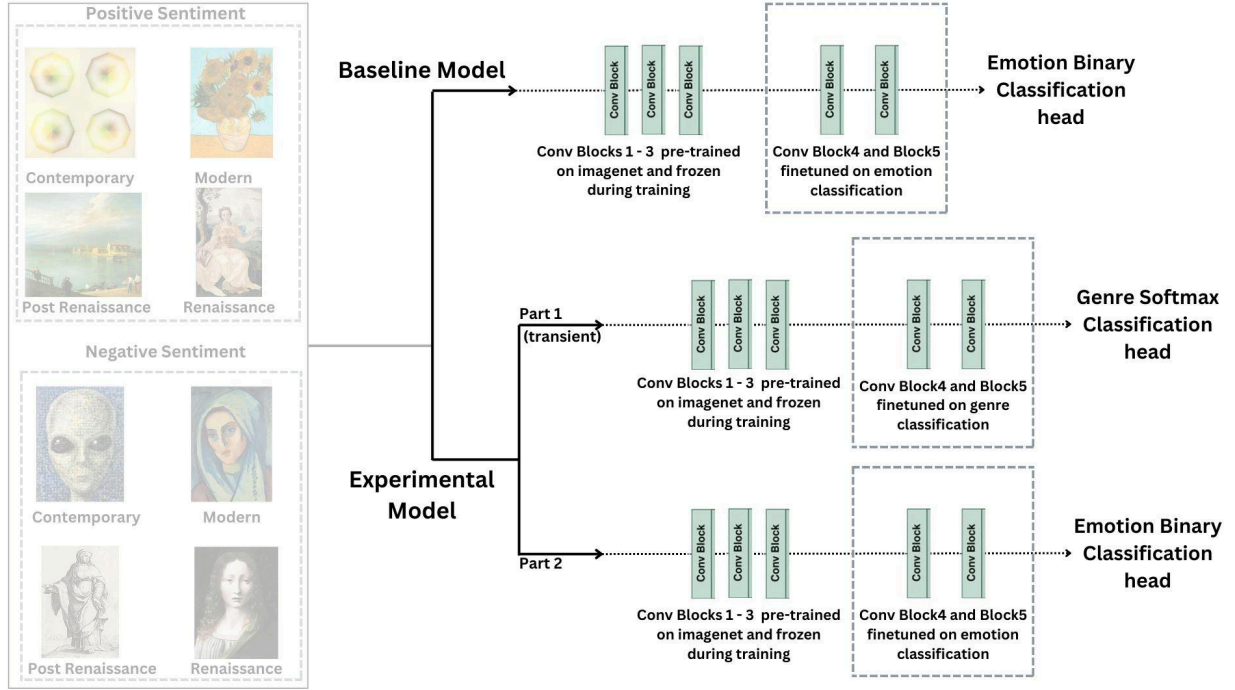 Positive Sentiment
Contemporary
Modern
Post Renaissance
Renaissance
Negative Sentiment
Contemporary
Modern
Post Renaissance
Renaissance
Baseline Model
Conv Block
Conv Block
Conv Block
Conv Blocks 1 - 3 pre-trained
on imagenet and frozen
during training
Conv Block
Conv Block
Conv Block4 and Block5
finetuned on emotion
classification
Emotion Binary
Classification
head
Experimental
Model
Part 1
(transient)
Conv Block
Conv Block
Conv Block
Conv Blocks 1 - 3 pre-trained
on imagenet and frozen
during training
Conv Block
Conv Block
Conv Block4 and Block5
finetuned on genre
classification
Genre Softmax
Classification
head
Part 2
Conv Block
Conv Block
Conv Block
Conv Blocks 1 - 3 pre-trained
on imagenet and frozen
during training
Conv Block
Conv Block
Conv Block4 and Block5
finetuned on emotion
classification
Emotion Binary
Classification
head